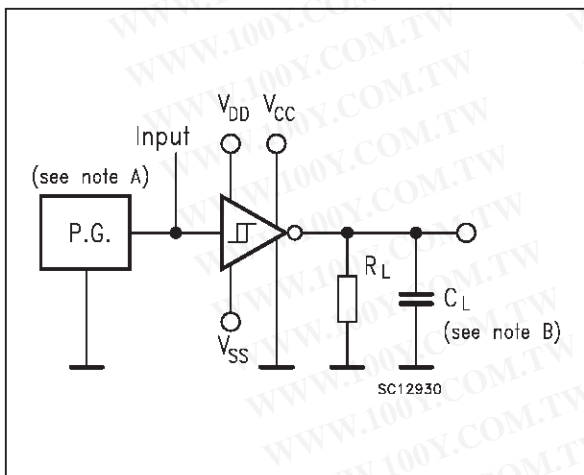 WWW.100Y.COM.TW
V_DD V_CC
Input
(see note A)
P.G.
R_L
C_L
(see note B)
V_SS
SC12930